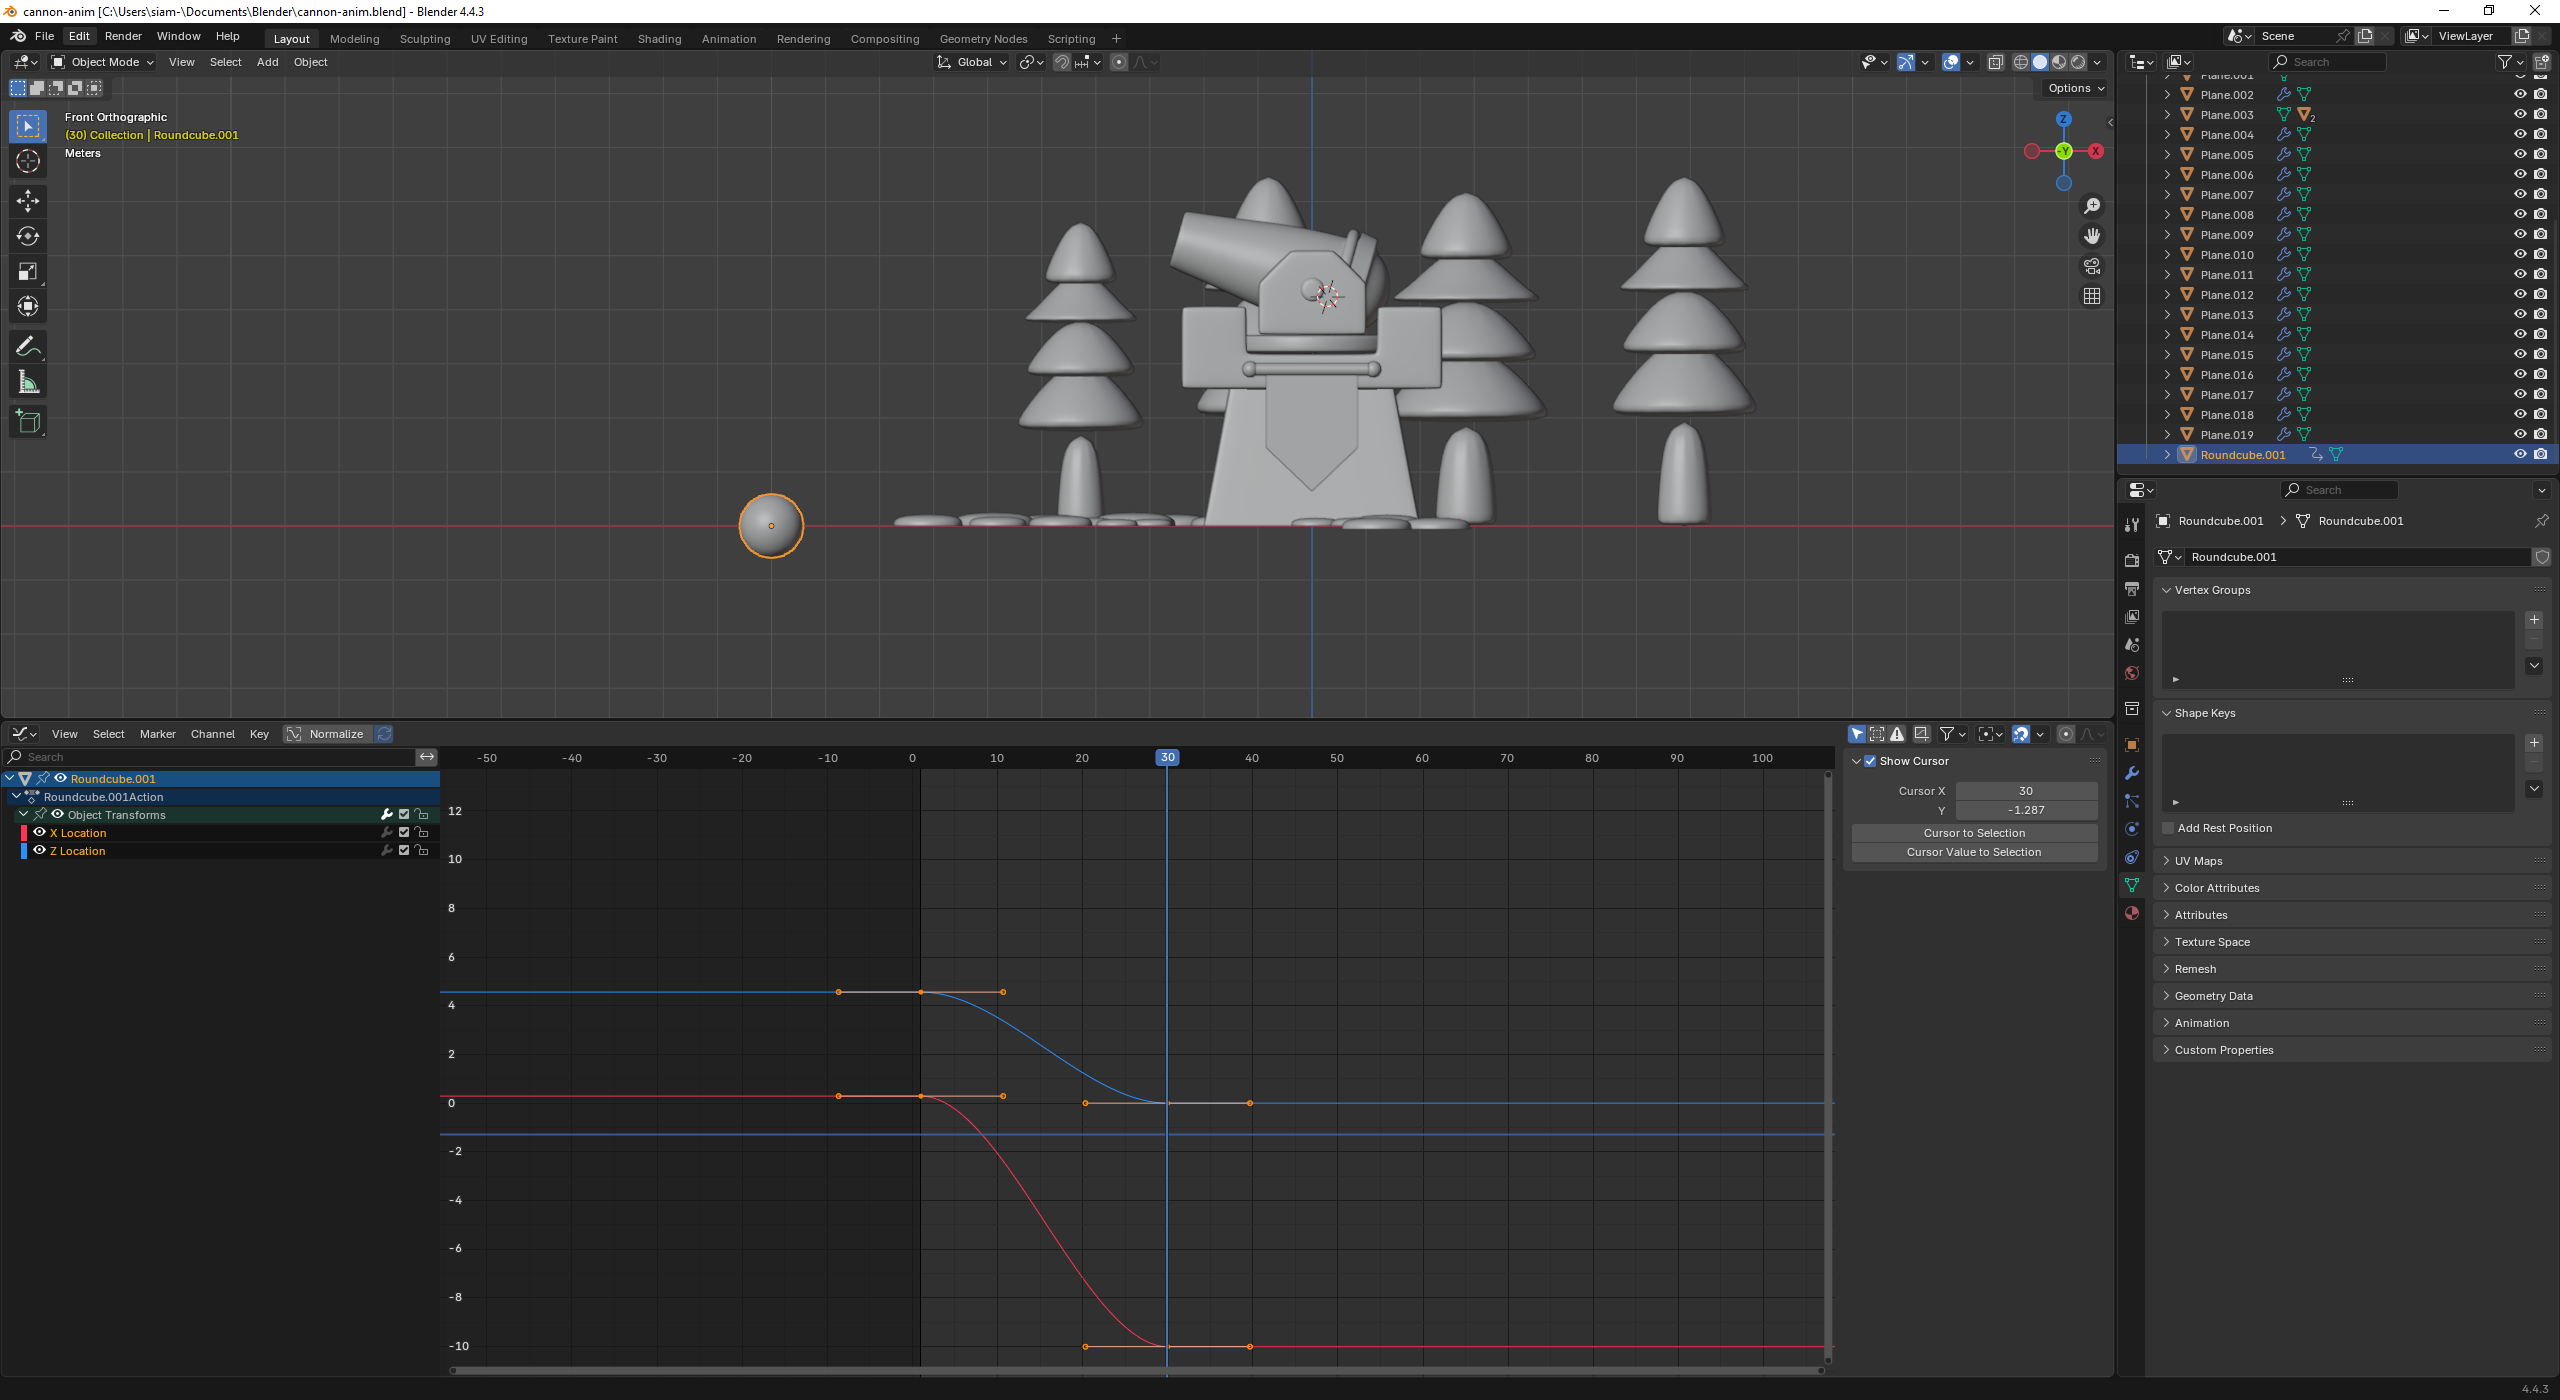 cannon-anim [C:\Users\siam-\Documents\Blender\cannon-anim.blend] - Blender 4.4.3
File Edit Render Window Help Layout Modeling Sculpting UV Editing Texture Paint Shading Animation Rendering Compositing Geometry Nodes Scripting + Scene ViewLayer
Object Mode View Select Add Object Global Search
Options
Front Orthographic
(30) Collection | Roundcube.001
Meters
Z
-Y
X
Plane.001
Plane.002
Plane.003 2
Plane.004
Plane.005
Plane.006
Plane.007
Plane.008
Plane.009
Plane.010
Plane.011
Plane.012
Plane.013
Plane.014
Plane.015
Plane.016
Plane.017
Plane.018
Plane.019
Roundcube.001
Search
Roundcube.001 > Roundcube.001
Roundcube.001
Vertex Groups
Shape Keys
Add Rest Position
UV Maps
Color Attributes
Attributes
Texture Space
Remesh
Geometry Data
Animation
Custom Properties
View Select Marker Channel Key Normalize
Search
Roundcube.001
Roundcube.001Action
Object Transforms
X Location
Z Location
-50 -40 -30 -20 -10 0 10 20 30 40 50 60 70 80 90 100
12
10
8
6
4
2
0
-2
-4
-6
-8
-10
Show Cursor
Cursor X 30
Y -1.287
Cursor to Selection
Cursor Value to Selection
4.4.3